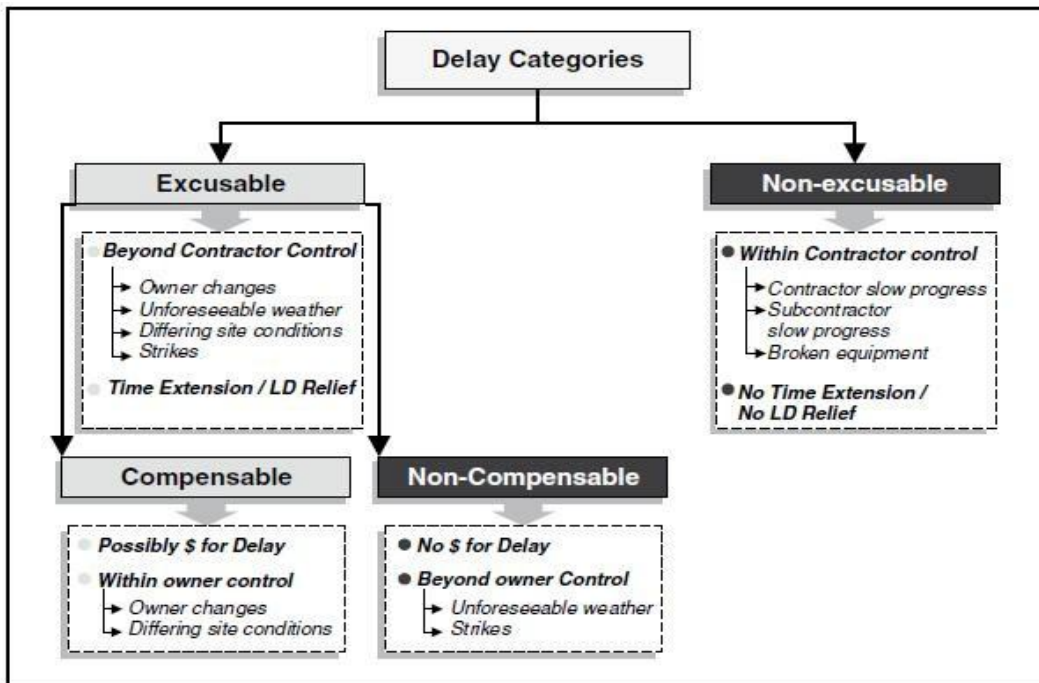 Delay Categories
Excusable
Beyond Contractor Control
Owner changes
Unforeseeable weather
Differing site conditions
Strikes
Time Extension / LD Relief
Non-excusable
Within Contractor control
Contractor slow progress
Subcontractor
slow progress
Broken equipment
No Time Extension /
No LD Relief
Compensable
Possibly $ for Delay
Within owner control
Owner changes
Differing site conditions
Non-Compensable
No $ for Delay
Beyond owner Control
Unforeseeable weather
Strikes